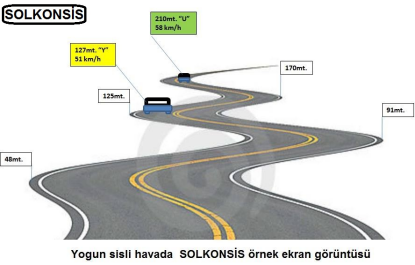 SOLKONSİS
210mt. "U"
58 km/h
127mt. "Y"
51 km/h
170mt.
125mt.
91mt.
48mt.
Yogun sisli havada SOLKONSİS örnek ekran görüntüsü